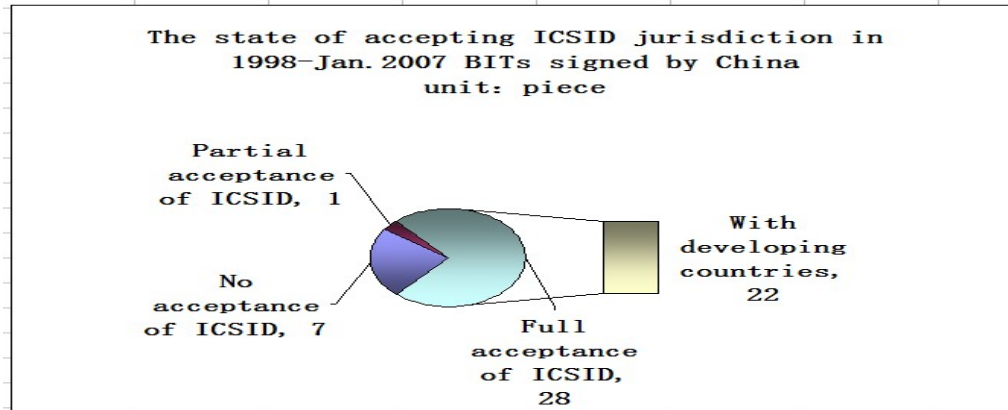 The state of accepting ICSID jurisdiction in
1998-Jan. 2007 BITs signed by China
unit: piece
Partial
acceptance
of ICSID, 1
No
acceptance
of ICSID, 7
Full
acceptance
of ICSID,
28
With
developing
countries,
22